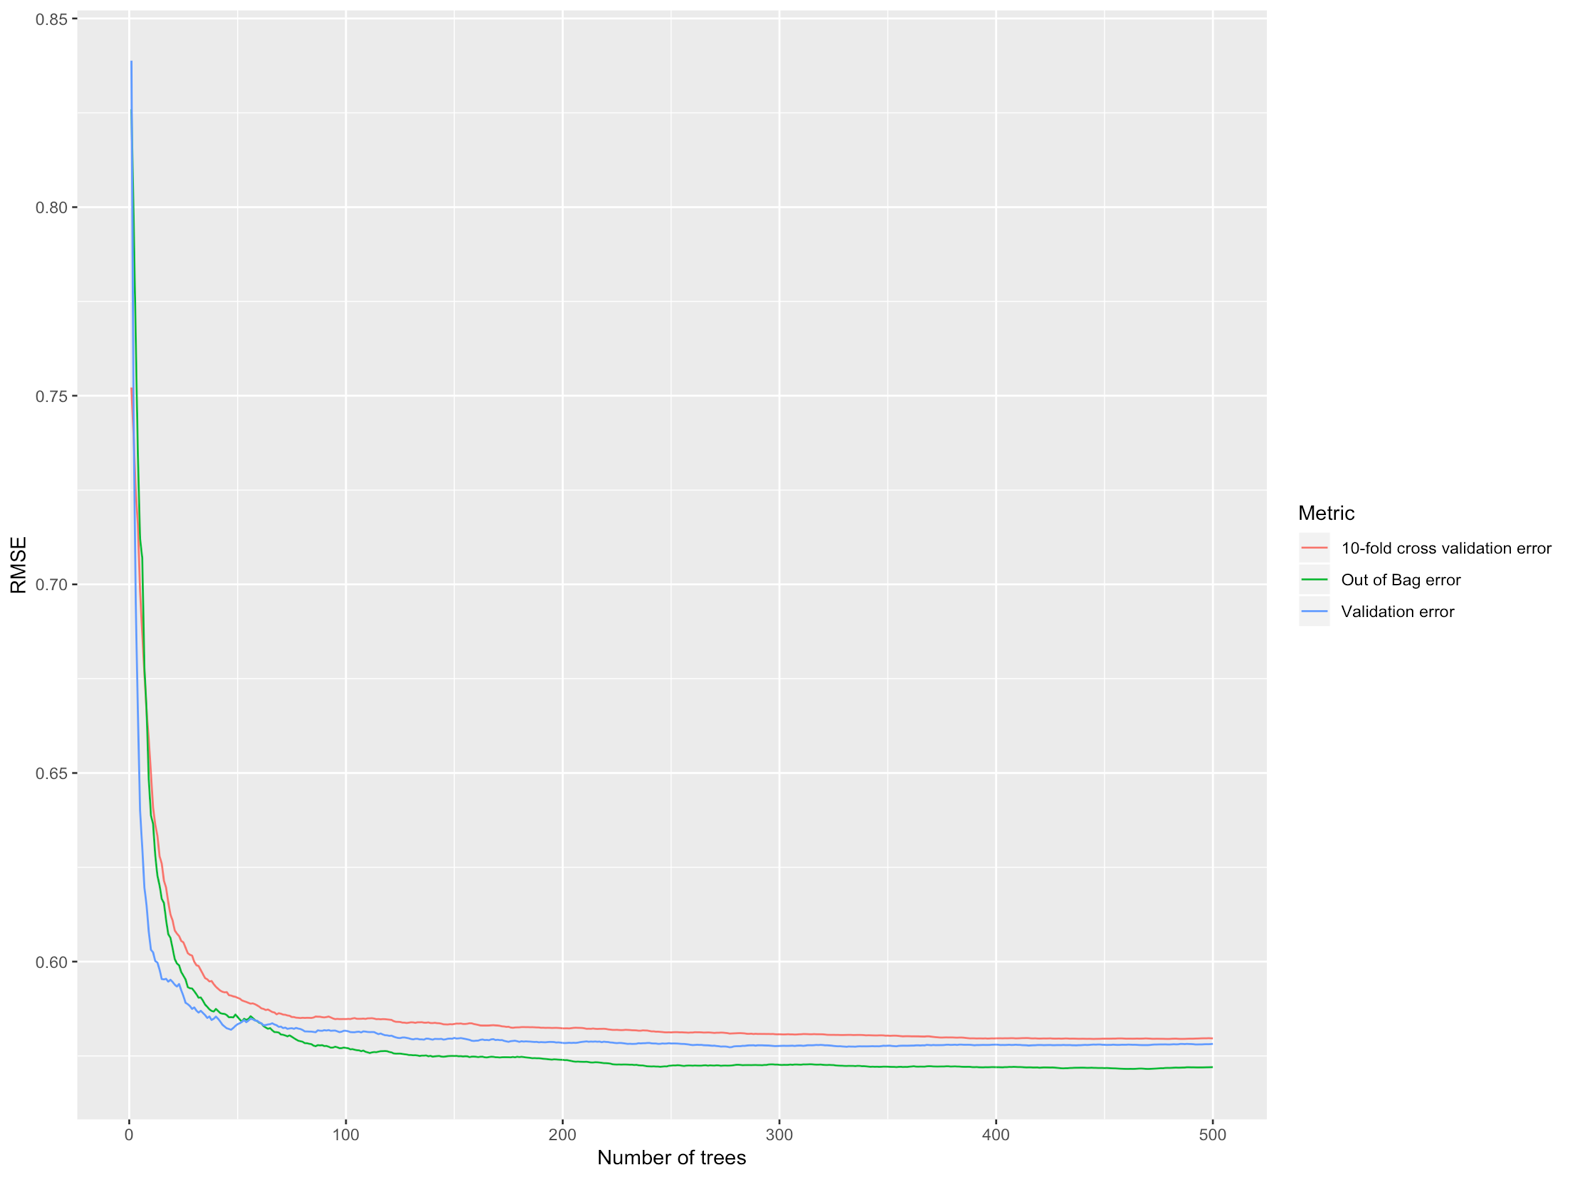 0.85
0.80
0.75
0.70
0.65
0.60
RMSE
0
100
200
300
400
500
Number of trees
Metric
10-fold cross validation error
Out of Bag error
Validation error